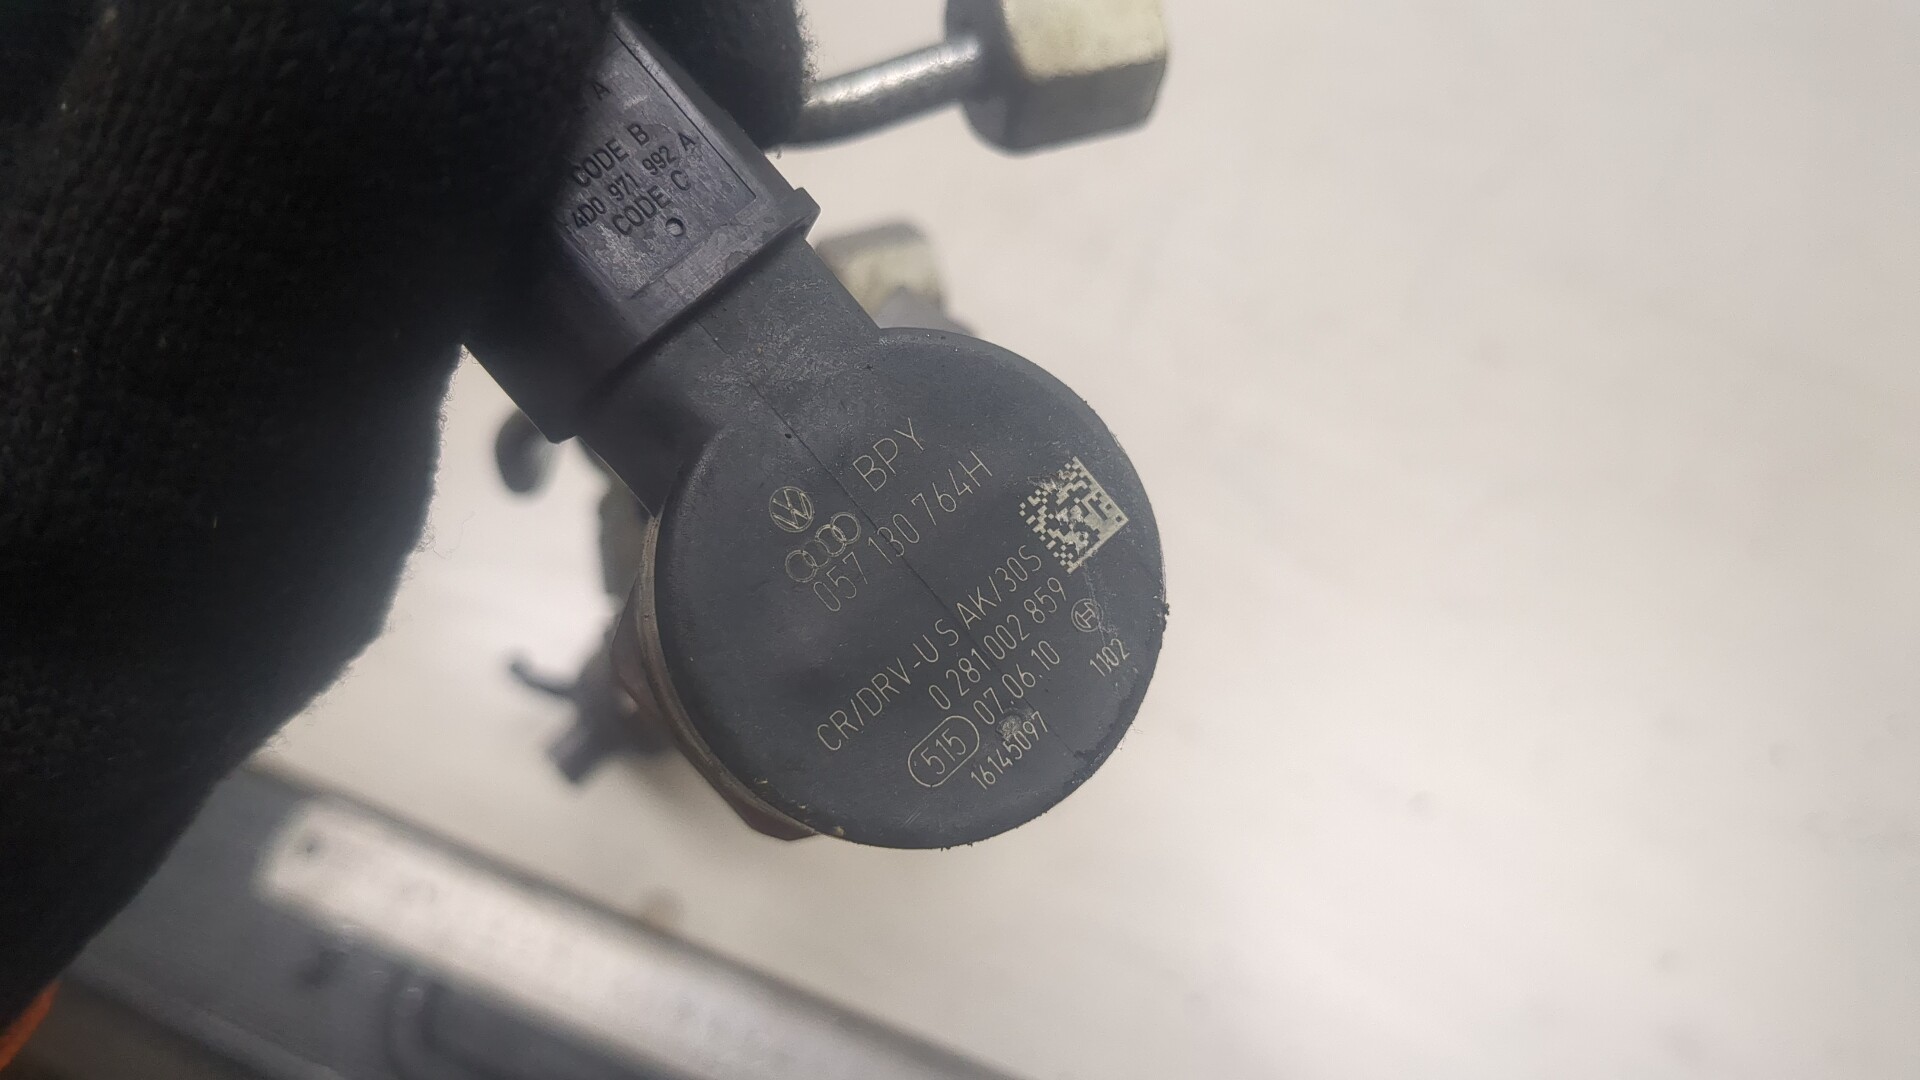 A
CODE B
4D0 971 992 A
CODE C
BPY
057 130 764H
CR/DRV-U S AK/30S
0 281 002 859
515 07.06.10 1102
16145097